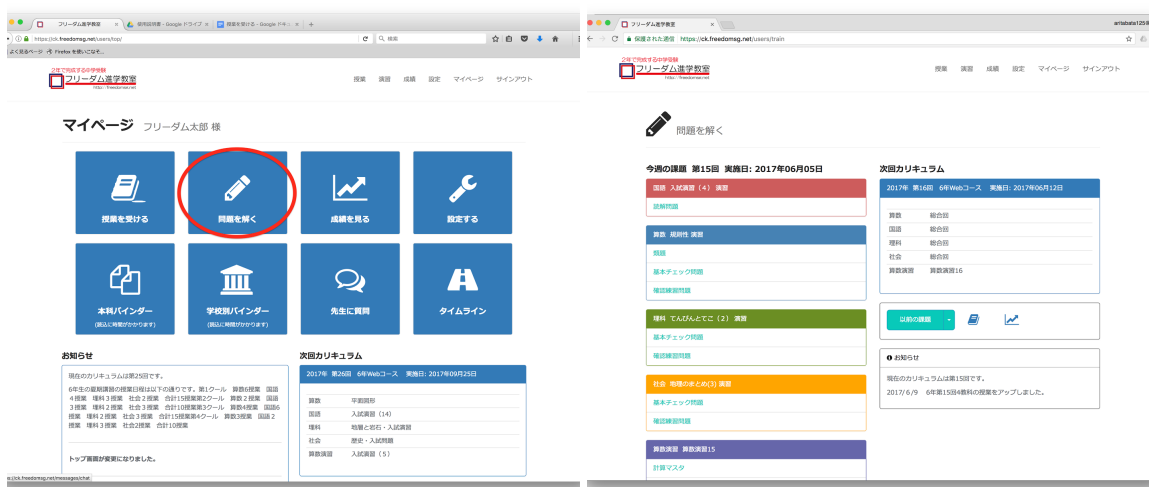 フリーダム進学教室
使用説明書 - Google ドライブ
授業を受ける - Google ドキ...
https://ck.freedomsg.net/users/top/
検索
よく見るページ
Firefox を使いこなそ...
2年で完成する中学受験
フリーダム進学教室
授業 演習 成績 設定 マイページ サインアウト
マイページ フリーダム太郎 様
授業を受ける
問題を解く
成績を見る
設定する
本科バインダー
(読込に時間がかかります)
学校別バインダー
(読込に時間がかかります)
先生に質問
タイムライン
お知らせ
現在のカリキュラムは第25回です。
6年生の夏期講習の授業日程は以下の通りです。第1クール 算数6授業 国語
4授業 理科3授業 社会2授業 合計15授業第2クール 算数2授業 国語
3授業 理科2授業 社会3授業 合計10授業第3クール 算数4授業 国語6
授業 理科2授業 社会3授業 合計15授業第4クール 算数3授業 国語2
授業 理科3授業 社会2授業 合計10授業
トップ画面が変更になりました。
次回カリキュラム
2017年 第26回 6年Webコース 実施日: 2017年09月25日
算数 平面図形
国語 入試演習(14)
理科 地層と岩石・入試演習
社会 歴史・入試問題
算数演習 入試演習(5)
s://ck.freedomsg.net/messages/chat
フリーダム進学教室
antabata125@
保護された通信 https://ck.freedomsg.net/users/train
2年で完成する中学受験
フリーダム進学教室
授業 演習 成績 設定 マイページ サインアウト
問題を解く
今週の課題 第15回 実施日: 2017年06月05日
国語 入試演習(4) 演習
読解問題
算数 規則性 演習
問題
基本チェック問題
確認練習問題
理科 てんびんとてこ(2) 演習
基本チェック問題
確認練習問題
社会 地理のまとめ(3) 演習
基本チェック問題
確認練習問題
算数演習 算数演習15
計算マスタ
次回カリキュラム
2017年 第16回 6年Webコース 実施日: 2017年06月12日
算数 総合回
国語 総合回
理科 総合回
社会 総合回
算数演習 算数演習16
以前の課題
お知らせ
現在のカリキュラムは第15回です。
2017/6/9 6年第15回4教科の授業をアップしました。